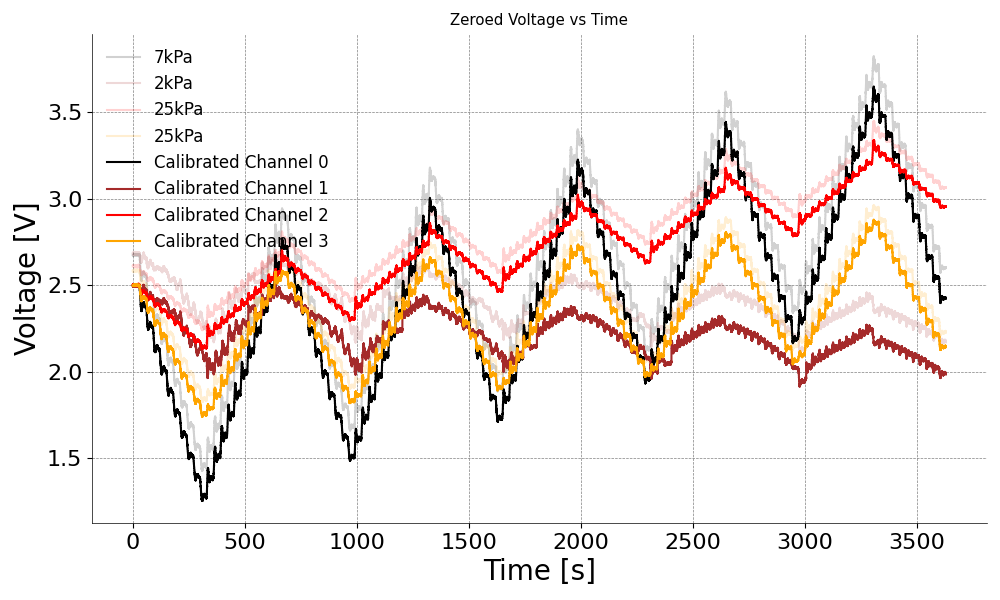 Zeroed Voltage vs Time
7kPa
2kPa
25kPa
25kPa
Calibrated Channel 0
Calibrated Channel 1
Calibrated Channel 2
Calibrated Channel 3
Voltage [V]
3.5
3.0
2.5
2.0
1.5
0 500 1000 1500 2000 2500 3000 3500
Time [s]